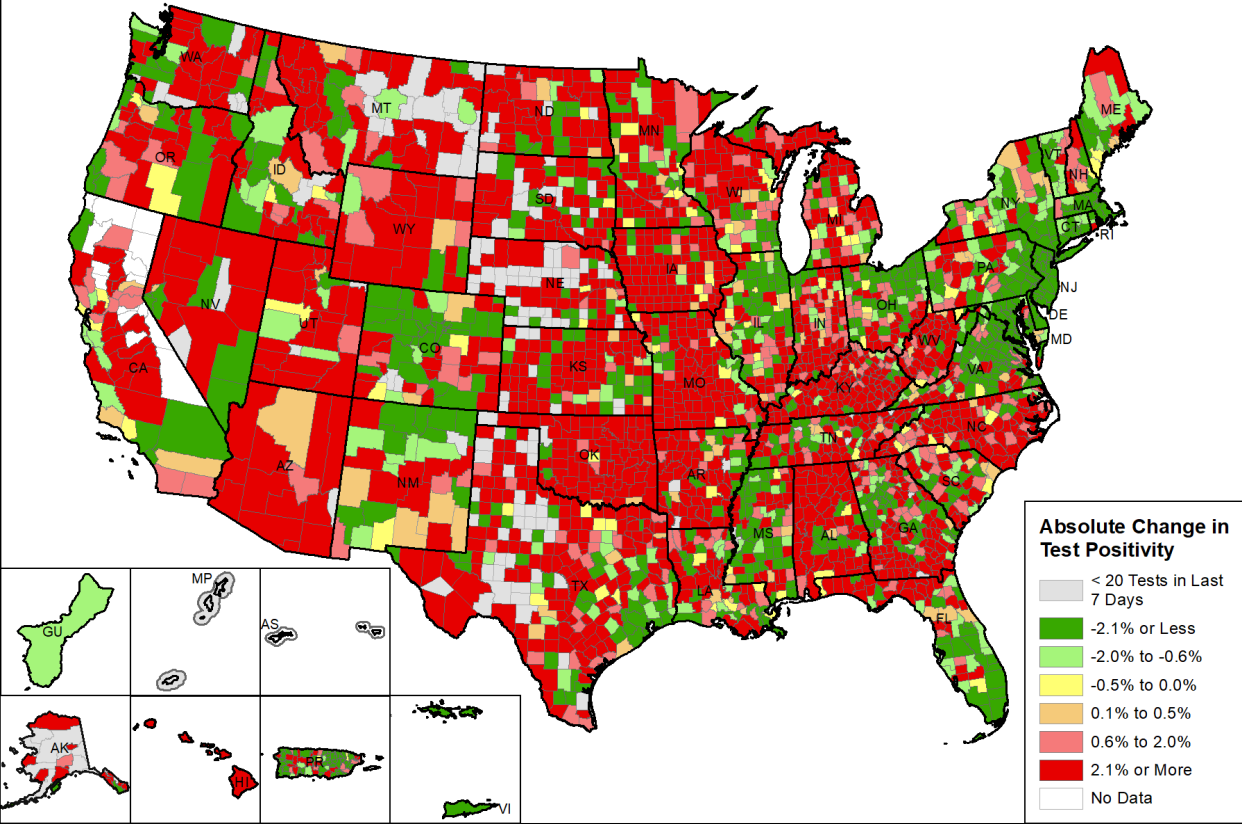 WA
MT
ND
MN
ME
OR
ID
SD
WI
MI
VT
NH
NY
MA
CT
RI
WY
IA
NE
PA
NJ
NV
UT
CO
IL
IN
OH
DE
MD
WV
VA
CA
KS
MO
KY
AZ
NM
OK
AR
TN
NC
SC
MS
AL
GA
TX
LA
FL
GU
MP
AS
AK
HI
PR
VI
Absolute Change in
Test Positivity
< 20 Tests in Last
7 Days
-2.1% or Less
-2.0% to -0.6%
-0.5% to 0.0%
0.1% to 0.5%
0.6% to 2.0%
2.1% or More
No Data